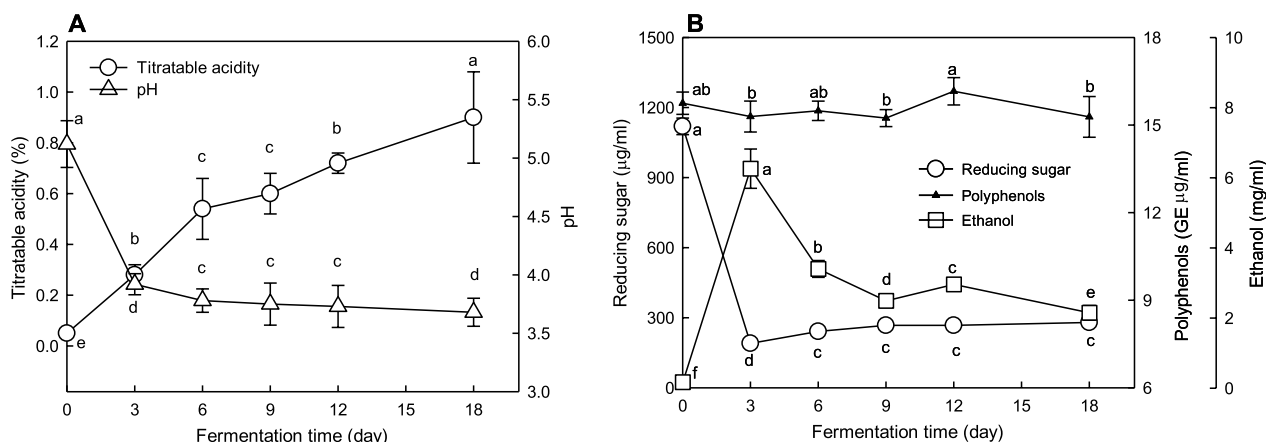 A
1.2
1.0
0.8
0.6
0.4
0.2
0.0
Titratable acidity (%)
Titratable acidity
pH
a
e
b
d
c
c
c
c
b
c
a
d
6.0
5.5
5.0
4.5
4.0
3.5
3.0
pH
0 3 6 9 12 15 18
Fermentation time (day)
B
1500
1200
900
600
300
0
Reducing sugar (μg/ml)
ab
b
ab
b
a
b
a
a
Reducing sugar
Polyphenols
Ethanol
b
d
c
e
d
c
c
c
c
f
18
15
12
9
6
Polyphenols (GE μg/ml)
10
8
6
4
2
0
Ethanol (mg/ml)
0 3 6 9 12 15 18
Fermentation time (day)